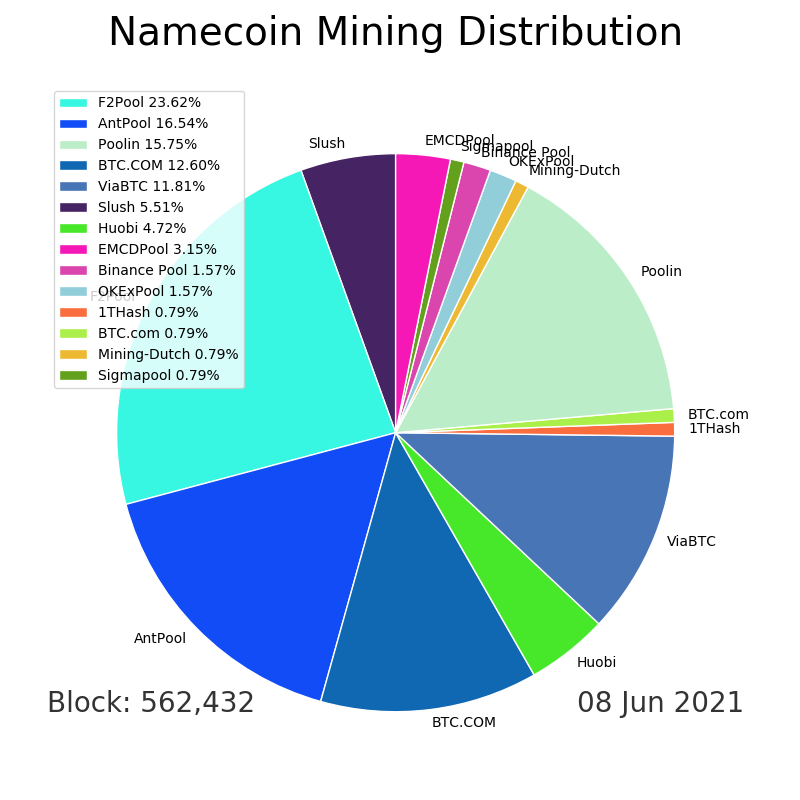 Namecoin Mining Distribution
F2Pool 23.62%
AntPool 16.54%
Poolin 15.75%
BTC.COM 12.60%
ViaBTC 11.81%
Slush 5.51%
Huobi 4.72%
EMCDPool 3.15%
Binance Pool 1.57%
OKExPool 1.57%
1THash 0.79%
BTC.com 0.79%
Mining-Dutch 0.79%
Sigmapool 0.79%
Slush
EMCDPool
Sigmapool
Binance Pool
OKExPool
Mining-Dutch
Poolin
F2Pool
BTC.com
1THash
ViaBTC
AntPool
Huobi
BTC.COM
Block: 562,432
08 Jun 2021